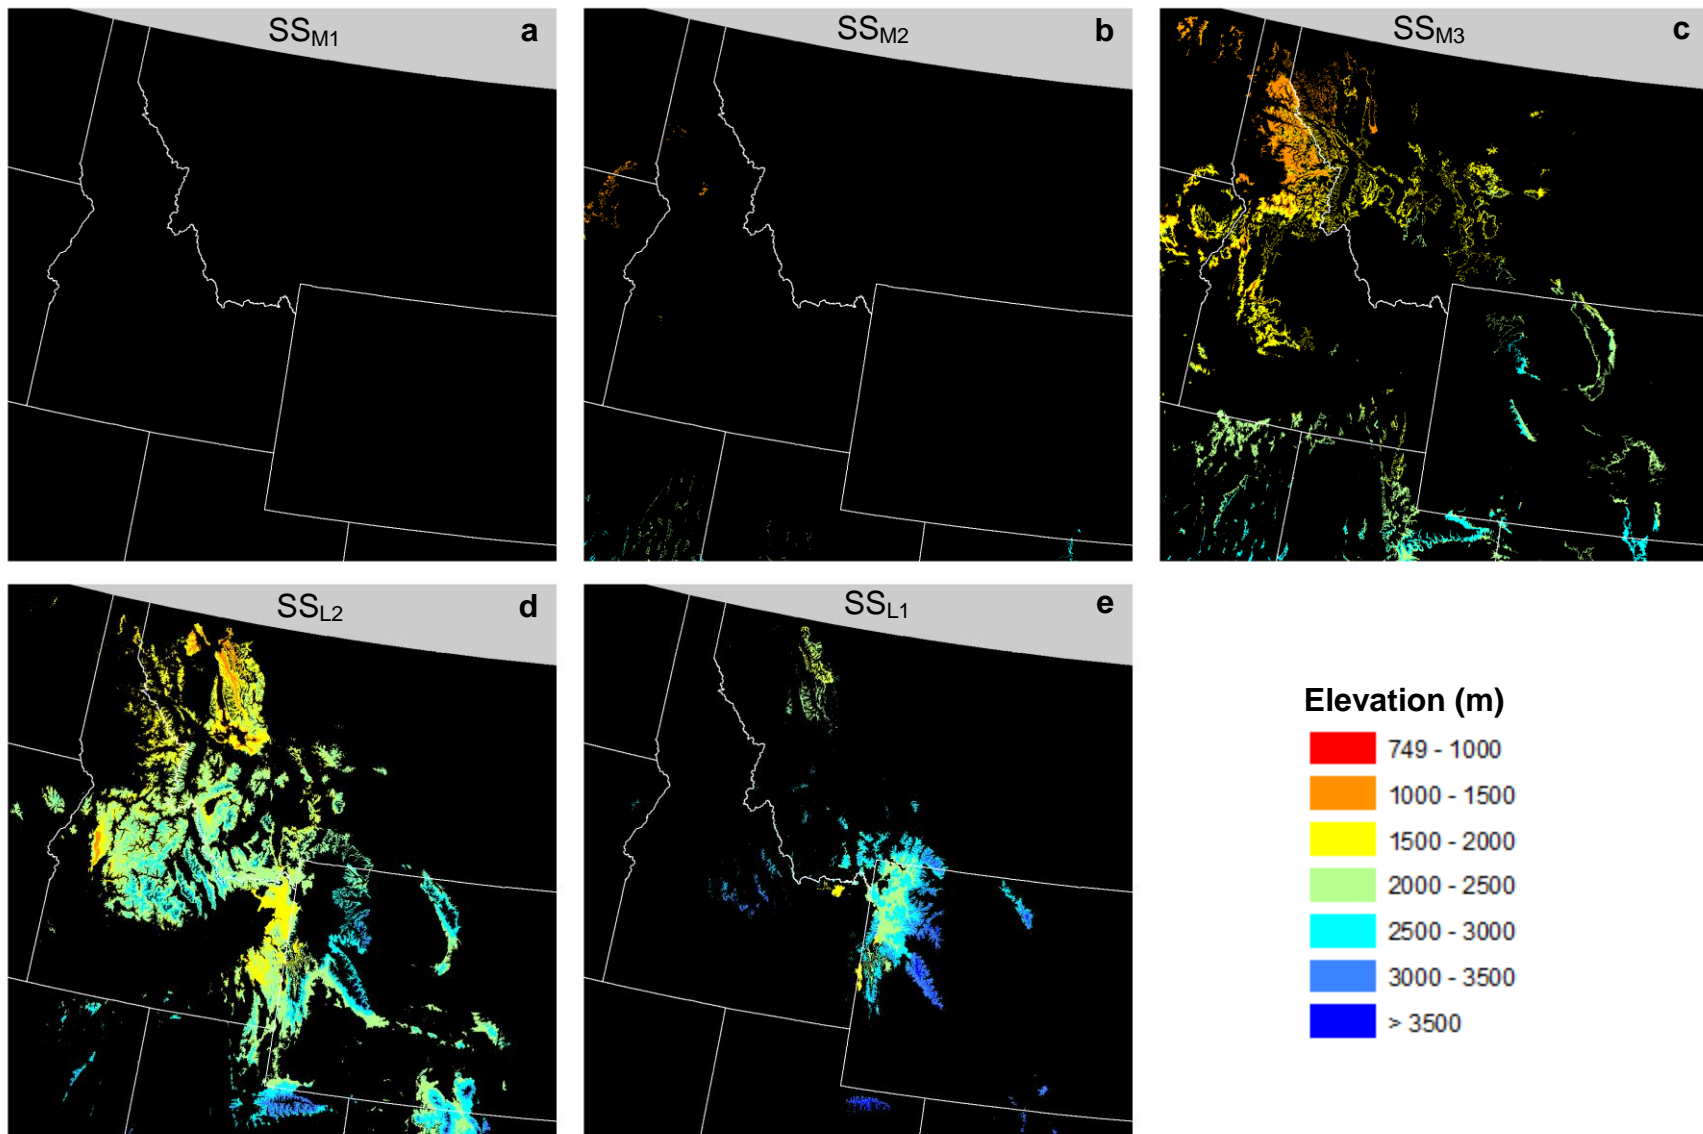 SSM1 a
SSM2 b
SSM3 c
SSL2 d
SSL1 e
Elevation (m)
749 - 1000
1000 - 1500
1500 - 2000
2000 - 2500
2500 - 3000
3000 - 3500
> 3500